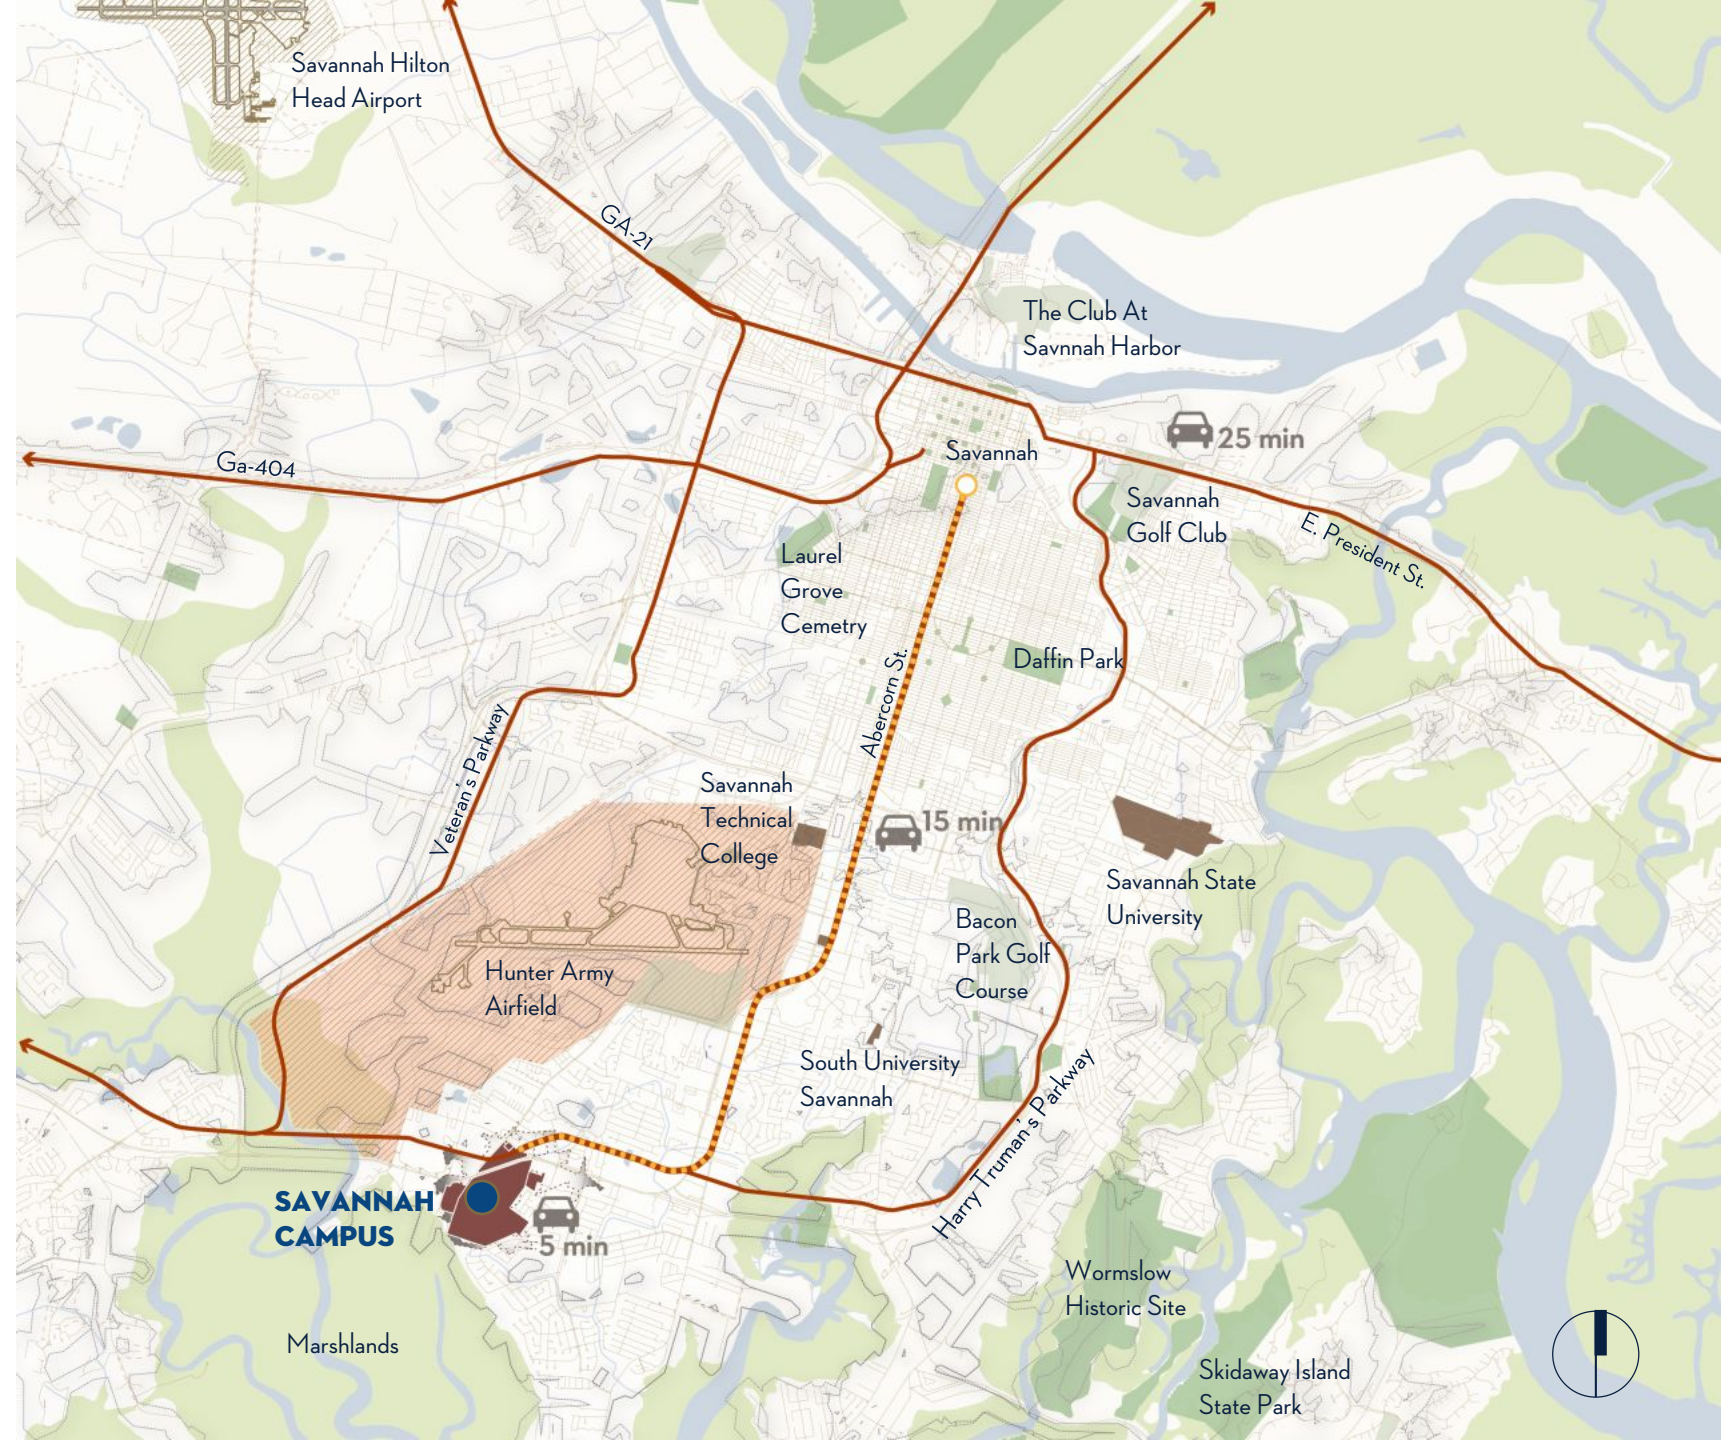 Savannah Hilton
Head Airport
GA-21
The Club At
Savnnah Harbor
25 min
Ga-404
Savannah
Savannah
Golf Club
E. President St.
Laurel
Grove
Cemetry
Abercorn St.
Daffin Park
Veteran's Parkway
Savannah
Technical
College
15 min
Savannah State
University
Bacon
Park Golf
Course
Hunter Army
Airfield
South University
Savannah
Harry Truman's Parkway
SAVANNAH
CAMPUS
5 min
Wormslow
Historic Site
Marshlands
Skidaway Island
State Park